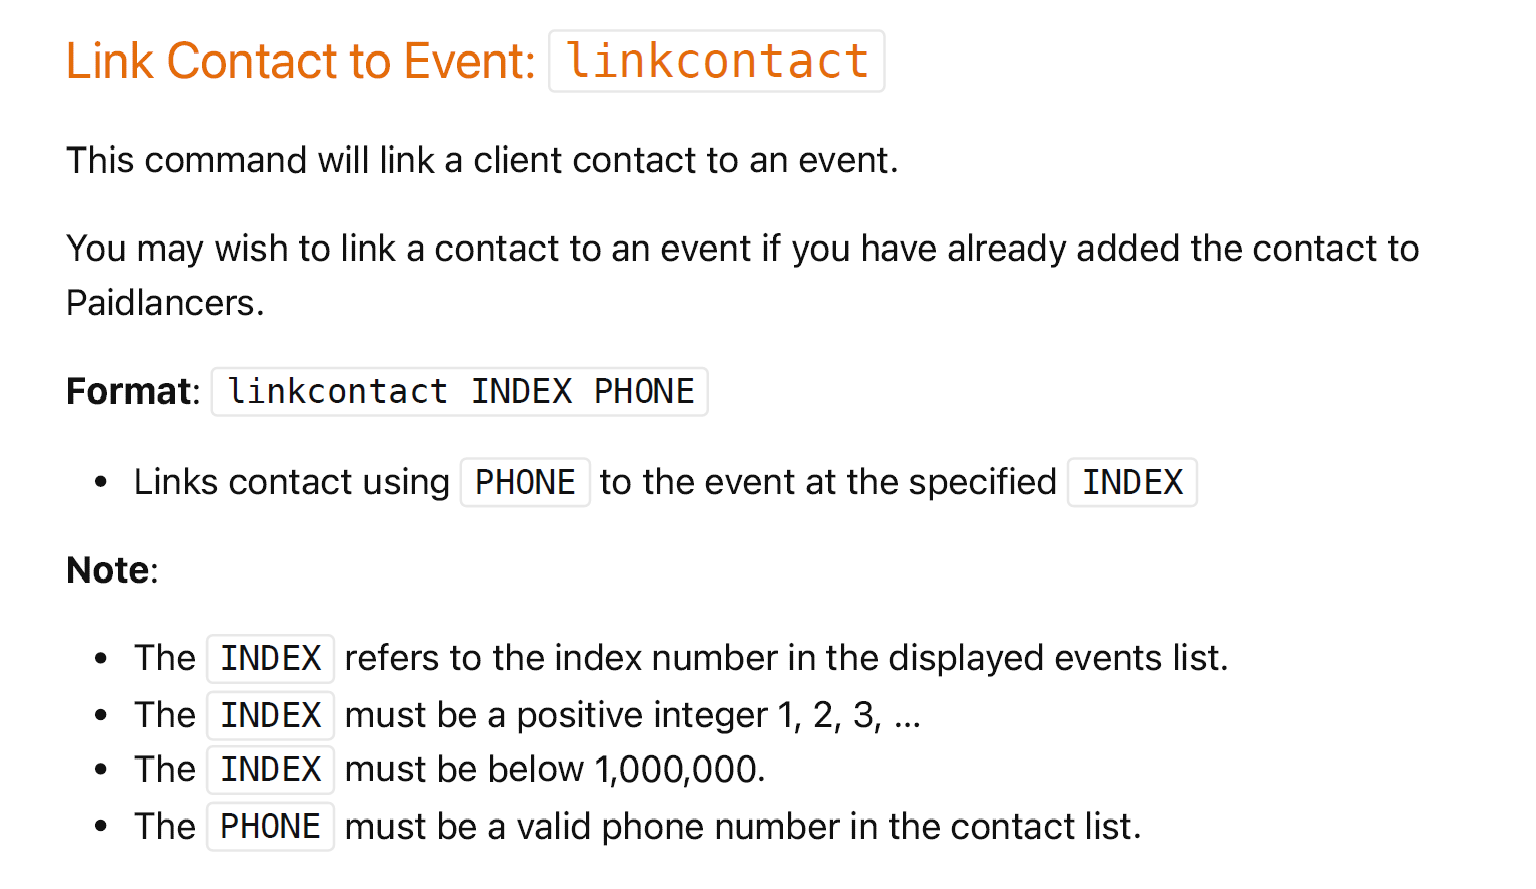 Link Contact to Event: linkcontact
This command will link a client contact to an event.
You may wish to link a contact to an event if you have already added the contact to
Paidlancers.
Format: linkcontact INDEX PHONE
• Links contact using PHONE to the event at the specified INDEX
Note:
• The INDEX refers to the index number in the displayed events list.
• The INDEX must be a positive integer 1, 2, 3, …
• The INDEX must be below 1,000,000.
• The PHONE must be a valid phone number in the contact list.